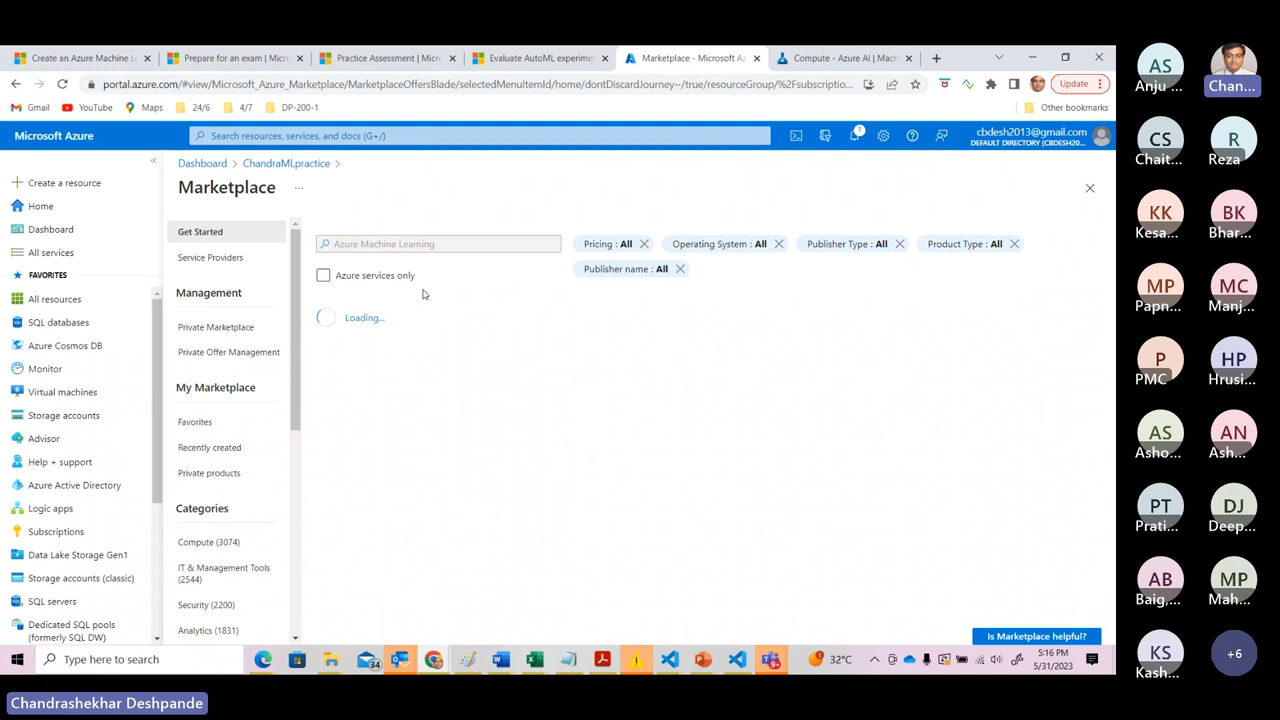 Create an Azure Machine Le
Prepare for an exam | Micro
Practice Assessment | Micros
Evaluate AutoML experime
Marketplace - Microsoft Az
Compute - Azure AI | Machi
portal.azure.com/#view/Microsoft_Azure_Marketplace/MarketplaceOffersBlade/selectedMenuItemId/home/dontDiscardJourney~/true/resourceGroup/%2Fsubscriptio...
Update
Gmail
YouTube
Maps
24/6
4/7
DP-200-1
Other bookmarks
Microsoft Azure
Search resources, services, and docs (G+/)
1
cbdesh2013@gmail.com
DEFAULT DIRECTORY (CBDESH20...
Create a resource
Home
Dashboard
All services
FAVORITES
All resources
SQL databases
Azure Cosmos DB
Monitor
Virtual machines
Storage accounts
Advisor
Help + support
Azure Active Directory
Logic apps
Subscriptions
Data Lake Storage Gen1
Storage accounts (classic)
SQL servers
Dedicated SQL pools
(formerly SQL DW)
Dashboard > ChandraMLpractice >
Marketplace ...
Get Started
Service Providers
Management
Private Marketplace
Private Offer Management
My Marketplace
Favorites
Recently created
Private products
Categories
Compute (3074)
IT & Management Tools
(2544)
Security (2200)
Analytics (1831)
Azure Machine Learning
Pricing : All
Operating System : All
Publisher Type : All
Product Type : All
Publisher name : All
Azure services only
Loading...
Is Marketplace helpful?
Type here to search
34
9+
32°C
5:16 PM
5/31/2023
AS
Anju ...
Chan...
CS
Chait...
R
Reza
KK
Kesa...
BK
Bhar...
MP
Papn...
MC
Manj...
P
PMC
HP
Hrusi...
AS
Asho...
AN
Ash...
PT
Prati...
DJ
Deep...
AB
Baig,...
MP
Mah...
KS
Kash...
+6
Chandrashekhar Deshpande